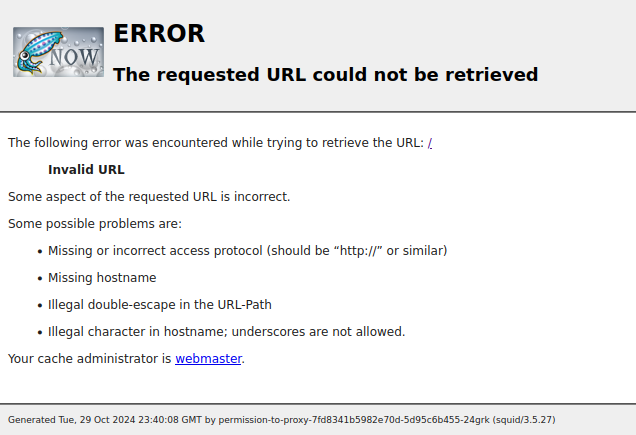 NOW
ERROR
The requested URL could not be retrieved
The following error was encountered while trying to retrieve the URL: /
Invalid URL
Some aspect of the requested URL is incorrect.
Some possible problems are:
• Missing or incorrect access protocol (should be “http://” or similar)
• Missing hostname
• Illegal double-escape in the URL-Path
• Illegal character in hostname; underscores are not allowed.
Your cache administrator is webmaster.
Generated Tue, 29 Oct 2024 23:40:08 GMT by permission-to-proxy-7fd8341b5982e70d-5d95c6b455-24grk (squid/3.5.27)